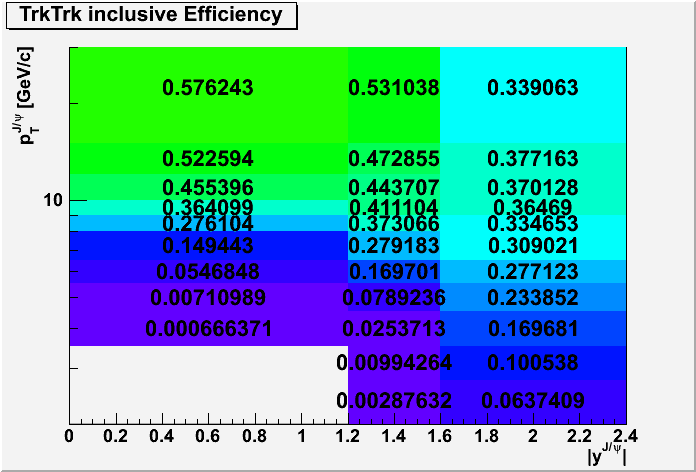 TrkTrk inclusive Efficiency
p_T^{J/ψ} [GeV/c]
0.576243 0.531038 0.339063
0.522594 0.472855 0.377163
0.455396 0.443707 0.370128
10
0.364099 0.411104 0.36469
0.276104 0.373066 0.334653
0.149443 0.279183 0.309021
0.0546848 0.169701 0.277123
0.00710989 0.0789236 0.233852
0.000666371 0.0253713 0.169681
0.00994264 0.100538
0.00287632 0.0637409
0 0.2 0.4 0.6 0.8 1 1.2 1.4 1.6 1.8 2 2.2 2.4
|y^{J/ψ}|